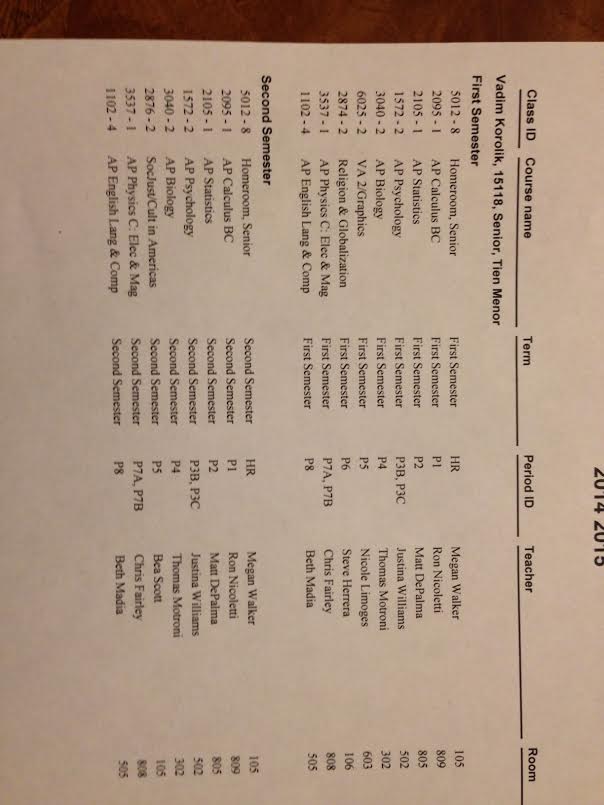 2014 2015
Class ID Course name Term Period ID Teacher Room
Vadim Korolik, 15118, Senior, Tien Menor
First Semester
5012 - 8 Homeroom, Senior First Semester HR Megan Walker 105
2095 - 1 AP Calculus BC First Semester P1 Ron Nicoletti 809
2105 - 1 AP Statistics First Semester P2 Matt DePalma 805
1572 - 2 AP Psychology First Semester P3B, P3C Justina Williams 502
3040 - 2 AP Biology First Semester P4 Thomas Motroni 302
6025 - 2 VA 2/Graphics First Semester P5 Nicole Limoges 603
2874 - 2 Religion & Globalization First Semester P6 Steve Herrera 106
3537 - 1 AP Physics C: Elec & Mag First Semester P7A, P7B Chris Fairley 808
1102 - 4 AP English Lang & Comp First Semester P8 Beth Madia 505
Second Semester
5012 - 8 Homeroom, Senior Second Semester HR Megan Walker 105
2095 - 1 AP Calculus BC Second Semester P1 Ron Nicoletti 809
2105 - 1 AP Statistics Second Semester P2 Matt DePalma 805
1572 - 2 AP Psychology Second Semester P3B, P3C Justina Williams 502
3040 - 2 AP Biology Second Semester P4 Thomas Motroni 302
2876 - 2 SocJust/Cult in Americas Second Semester P5 Bea Scott 105
3537 - 1 AP Physics C: Elec & Mag Second Semester P7A, P7B Chris Fairley 808
1102 - 4 AP English Lang & Comp Second Semester P8 Beth Madia 505